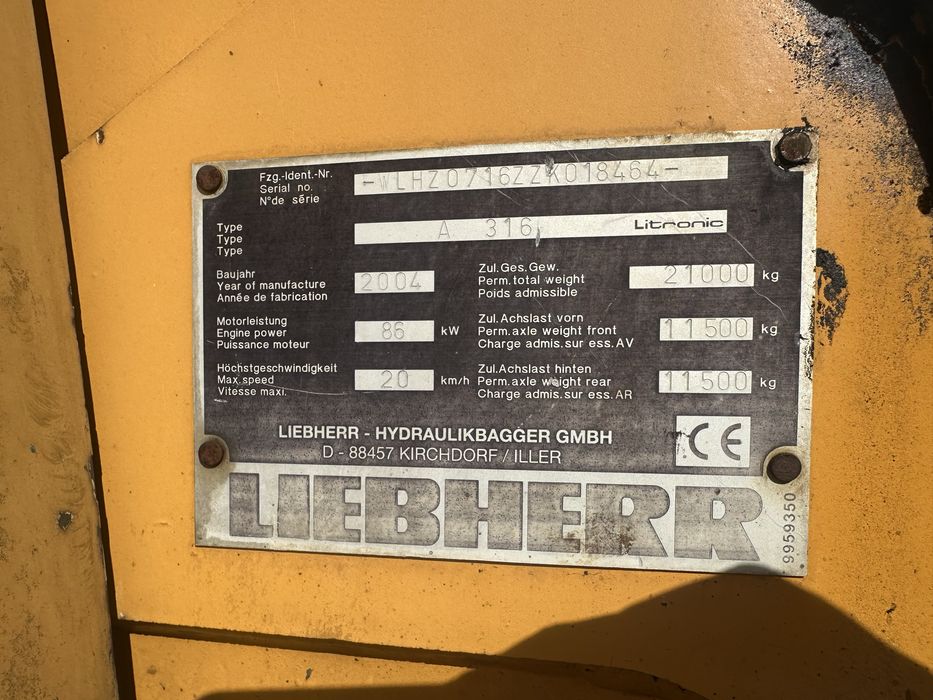 Fzg.-Ident.-Nr.
Serial no.
N°de série
-WLHZ0716ZZK018464-
Type
Type
Type
A 316 Litronic
Baujahr
Year of manufacture
Année de fabrication
2004
Zul.Ges.Gew.
Perm.total weight
Poids admissible
21000 kg
Motorleistung
Engine power
Puissance moteur
86 kW
Zul.Achslast vorn
Perm.axle weight front
Charge admis.sur ess.AV
11500 kg
Höchstgeschwindigkeit
Max.speed
Vitesse maxi.
20 km/h
Zul.Achslast hinten
Perm.axle weight rear
Charge admis.sur ess.AR
11500 kg
LIEBHERR - HYDRAULIKBAGGER GMBH
D - 88457 KIRCHDORF / ILLER
CE
LIEBHERR
9959350